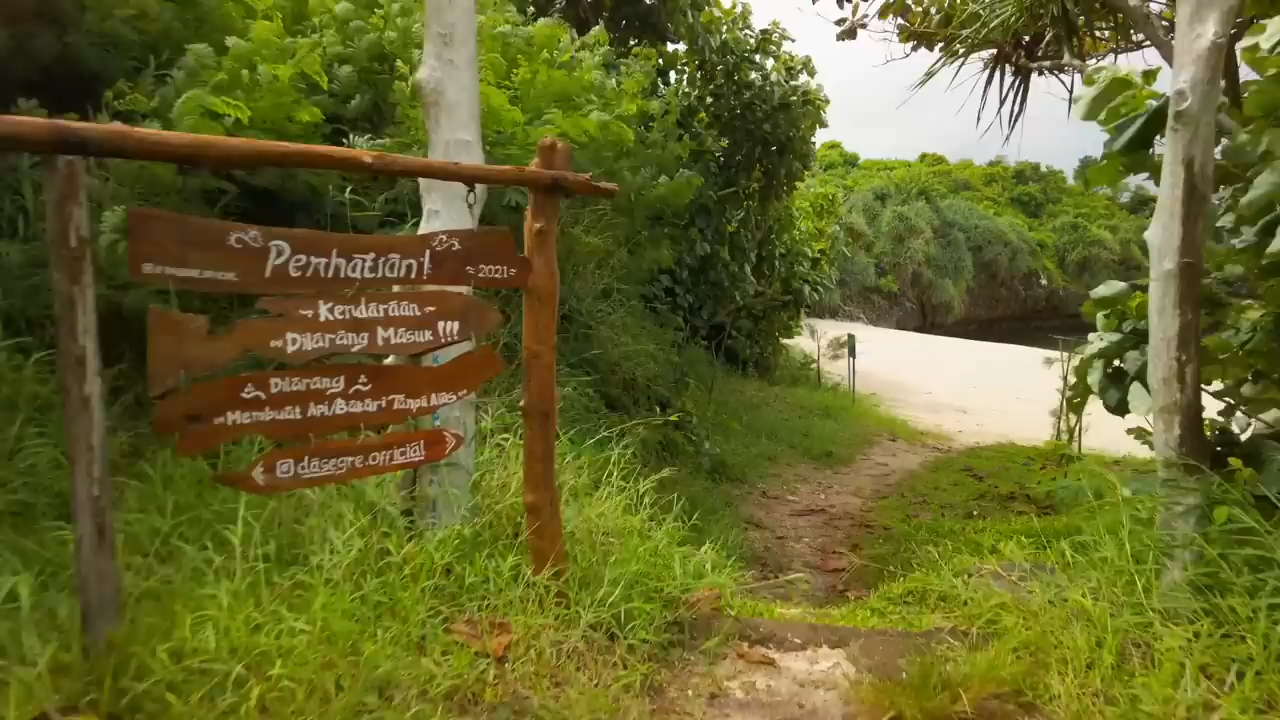 Perhatian!
≈2021≈
~ Kendaraan ~
Dilarang Masuk !!!
Dilarang
Membuat Api/Bakar Tanpa Alas
@dasegre.official